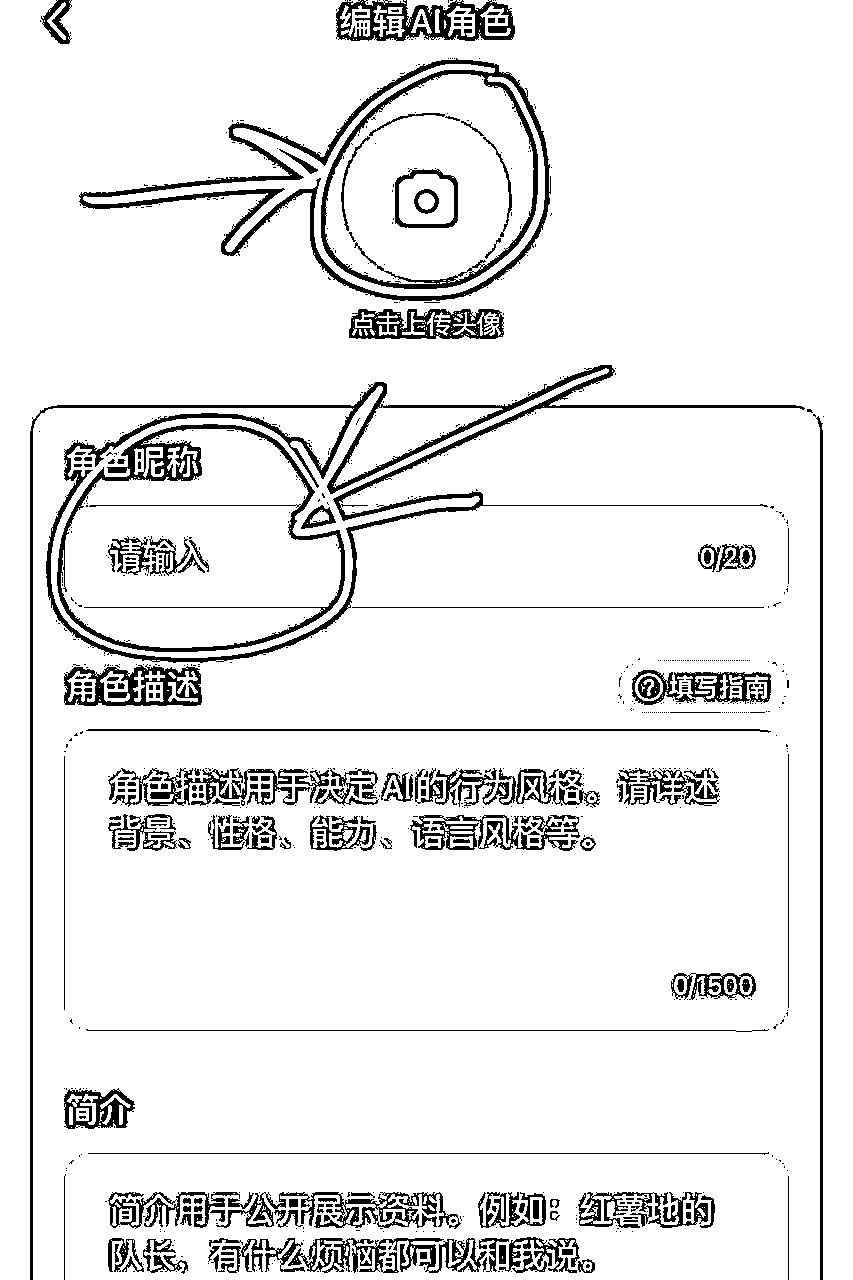 编辑AI角色
点击上传头像
角色昵称
请输入
0/20
角色描述
填写指南
角色描述用于决定AI的行为风格。请详述
背景、性格、能力、语言风格等。
0/1500
简介
简介用于公开展示资料。例如：红薯地的
队长，有什么烦恼都可以和我说。